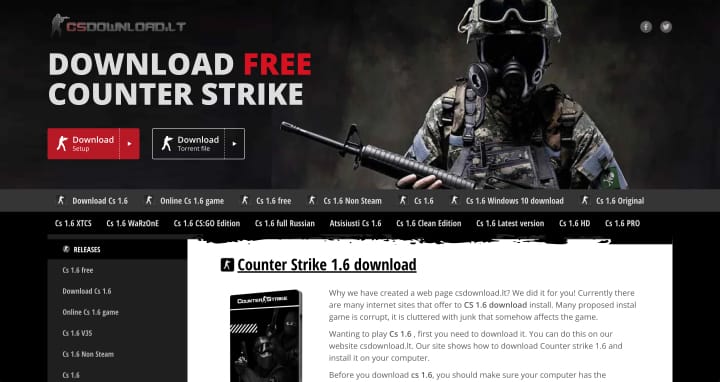 CSDOWNLOAD.LT
DOWNLOAD FREE
COUNTER STRIKE
Download
Setup
Download
Torrent file
Download Cs 1.6
Online Cs 1.6 game
Cs 1.6 free
Cs 1.6 Non Steam
Cs 1.6
Cs 1.6 Windows 10 download
Cs 1.6 Original
Cs 1.6 XTCS
Cs 1.6 WaRzOnE
Cs 1.6 CS:GO Edition
Cs 1.6 full Russian
Atsisiusti Cs 1.6
Cs 1.6 Clean Edition
Cs 1.6 Latest version
Cs 1.6 HD
Cs 1.6 PRO
RELEASES
Cs 1.6 free
Download Cs 1.6
Online Cs 1.6 game
Cs 1.6 V35
Cs 1.6 Non Steam
Cs 1.6
Counter Strike 1.6 download
COUNTER STRIKE
Why we have created a web page csdownload.lt? We did it for you! Currently there
are many internet sites that offer to CS 1.6 download install. Many proposed instal
game is corrupt, it is cluttered with junk that somehow affects the game.
Wanting to play Cs 1.6 , first you need to download it. You can do this on our
website csdownload.lt. Our site shows how to download Counter strike 1.6 and
install it on your computer.
Before you download cs 1.6, you should make sure your computer has the